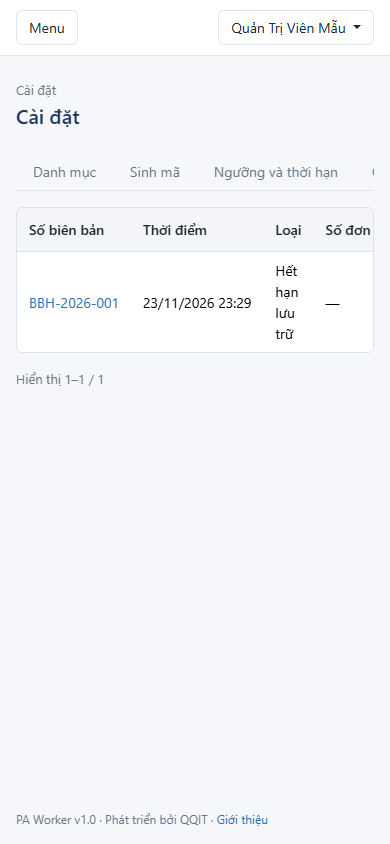 Menu
Quản Trị Viên Mẫu
Cài đặt
Cài đặt
Danh mục Sinh mã Ngưỡng và thời hạn
Số biên bản Thời điểm Loại Số đơn
BBH-2026-001 23/11/2026 23:29 Hết hạn lưu trữ —
Hiển thị 1–1 / 1
PA Worker v1.0 · Phát triển bởi QQIT · Giới thiệu